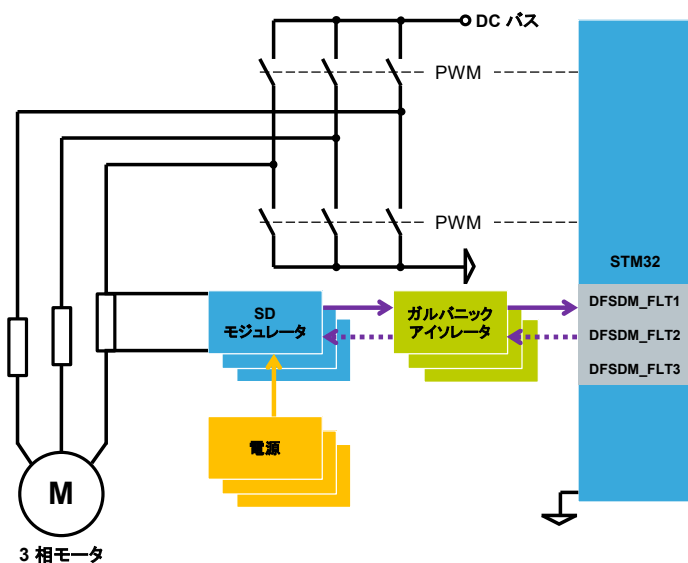 DC バス
PWM
PWM
STM32
SD
モジュレータ
ガルバニック
アイソレータ
DFSDM_FLT1
DFSDM_FLT2
DFSDM_FLT3
電源
M
3 相モータ